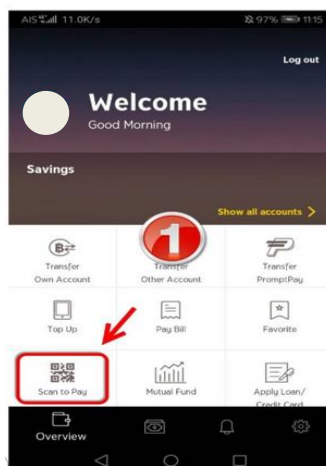 AIS 11.0K/s 97% 11:15
Log out
Welcome
Good Morning
Savings
Show all accounts >
1
Transfer
Own Account
Transfer
Other Account
Transfer
PromptPay
Top Up
Pay Bill
Favorite
Scan to Pay
Mutual Fund
Apply Loan/
Credit Card
Overview